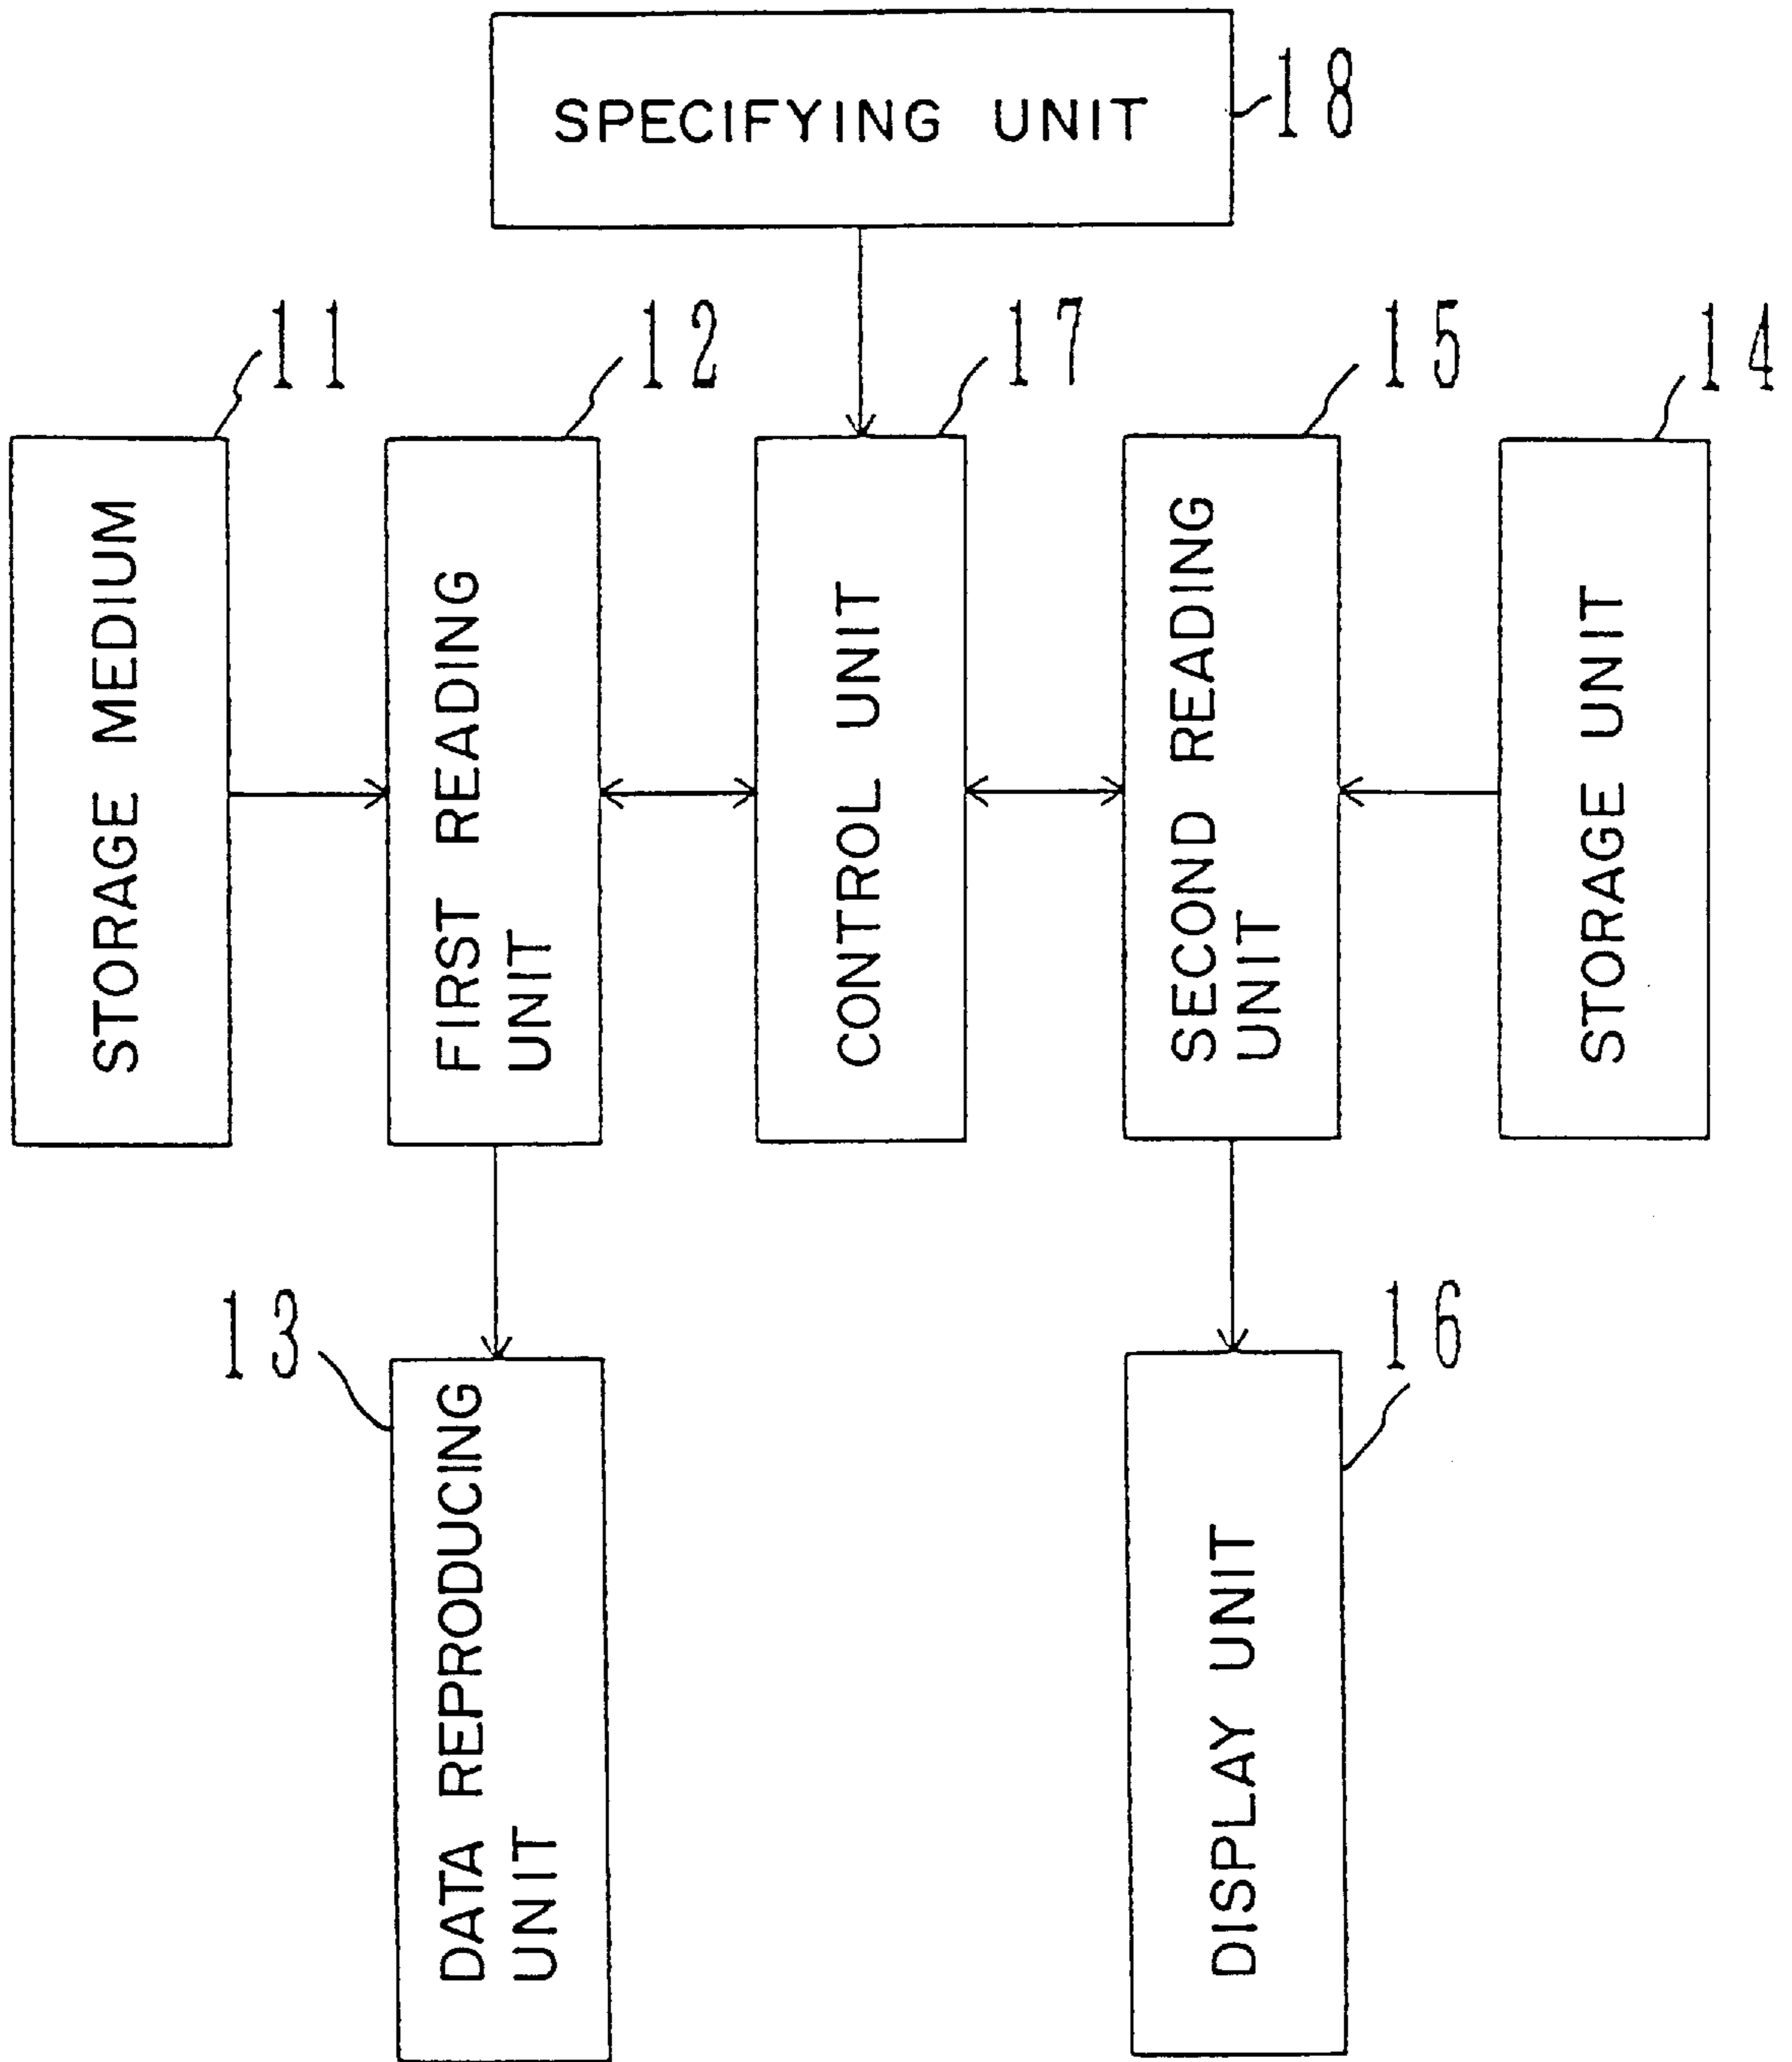 SPECIFYING UNIT
18
11
12
17
15
14
STORAGE MEDIUM
FIRST READING
UNIT
CONTROL UNIT
SECOND READING
UNIT
STORAGE UNIT
13
16
DATA REPRODUCING
UNIT
DISPLAY UNIT